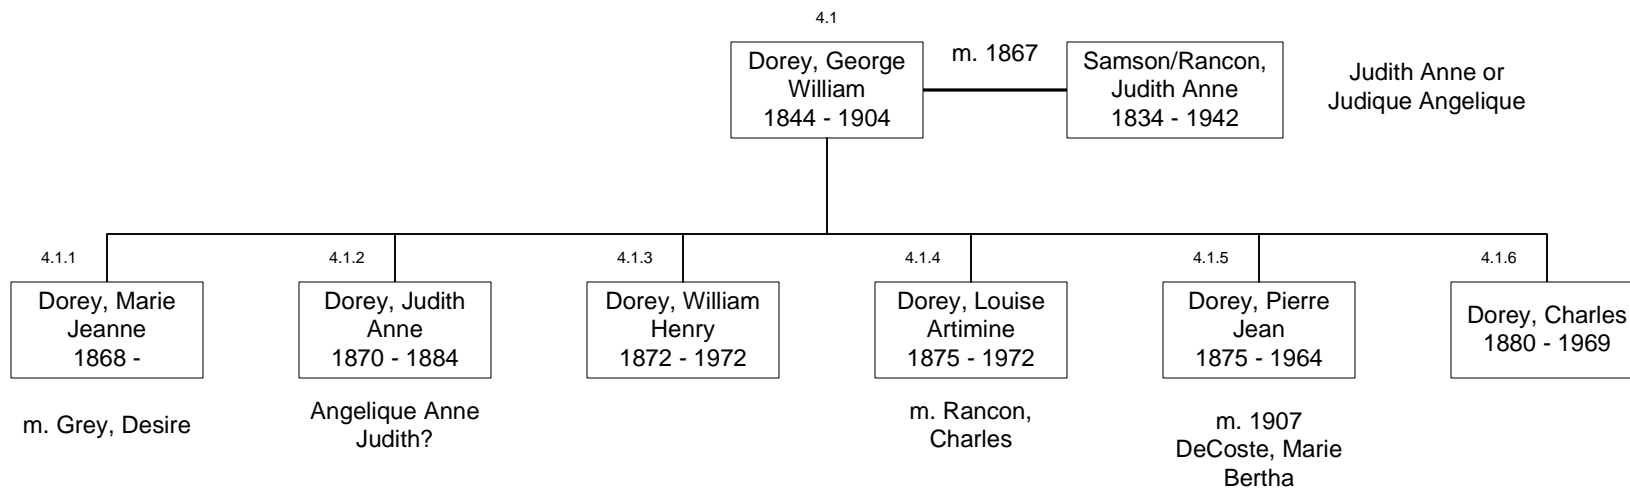 4.1
Dorey, George
William
1844 - 1904
m. 1867
Samson/Rancon,
Judith Anne
1834 - 1942
Judith Anne or
Judique Angelique
4.1.1
Dorey, Marie
Jeanne
1868 -
m. Grey, Desire
4.1.2
Dorey, Judith
Anne
1870 - 1884
Angelique Anne
Judith?
4.1.3
Dorey, William
Henry
1872 - 1972
4.1.4
Dorey, Louise
Artimine
1875 - 1972
m. Rancon,
Charles
4.1.5
Dorey, Pierre
Jean
1875 - 1964
m. 1907
DeCoste, Marie
Bertha
4.1.6
Dorey, Charles
1880 - 1969